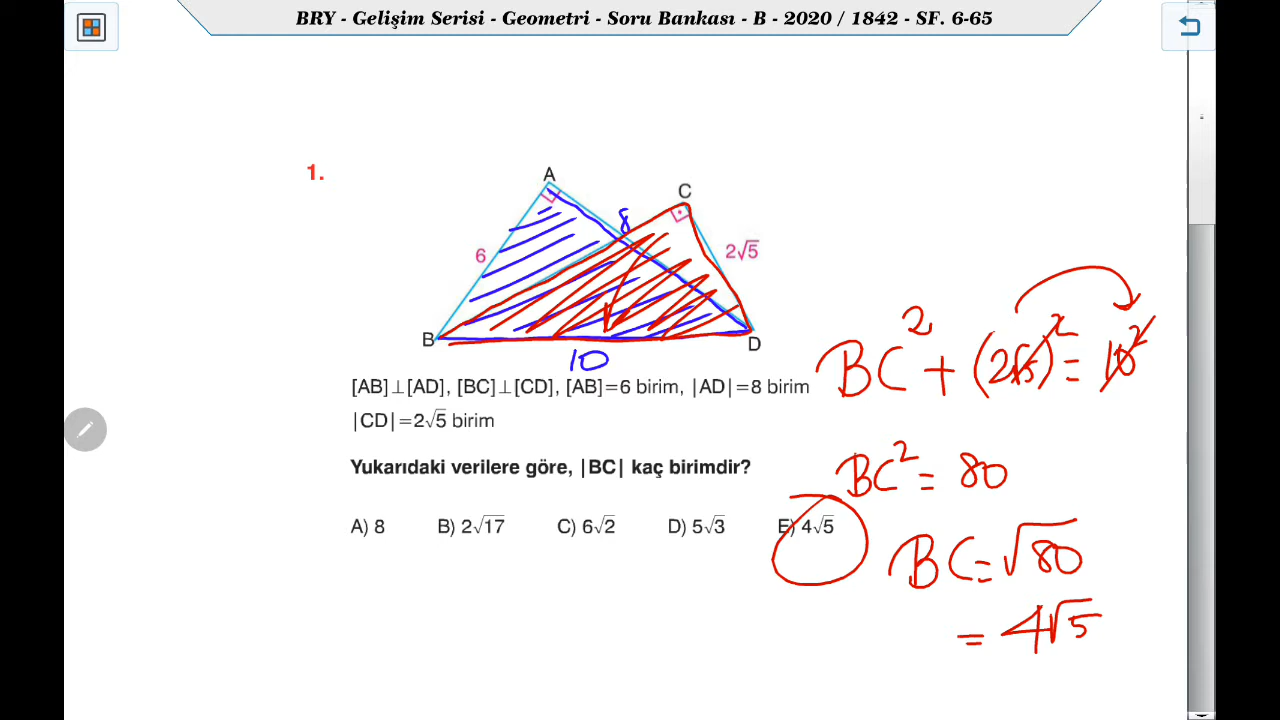 BRY - Gelişim Serisi - Geometri - Soru Bankası - B - 2020 / 1842 - SF. 6-65
1.
A
C
8
6
2√5
B
D
10
[AB]⊥[AD], [BC]⊥[CD], [AB]=6 birim, |AD|=8 birim
|CD|=2√5 birim
Yukarıdaki verilere göre, |BC| kaç birimdir?
A) 8 B) 2√17 C) 6√2 D) 5√3 E) 4√5
BC² + (2√5)² = 10²
BC² = 80
BC = √80
= 4√5